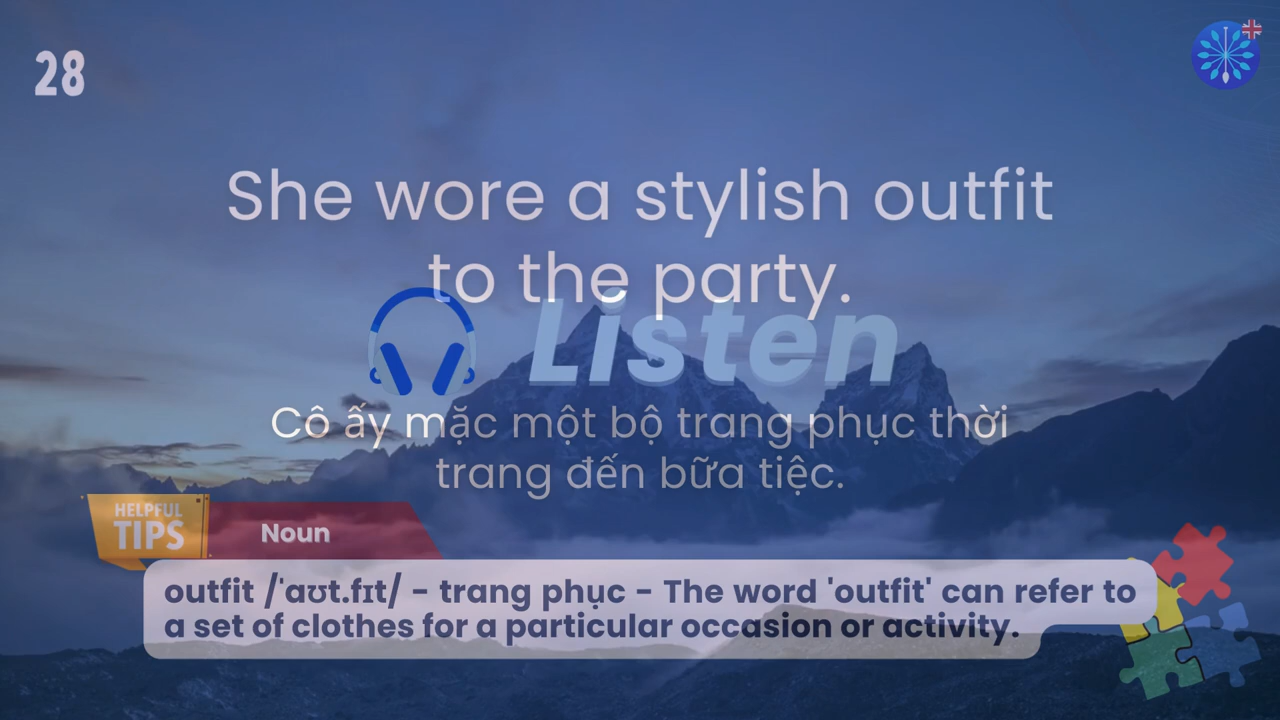 28
She wore a stylish outfit
to the party.
Listen
Cô ấy mặc một bộ trang phục thời
trang đến bữa tiệc.
HELPFUL
TIPS
Noun
outfit /ˈaʊt.fɪt/ - trang phục - The word 'outfit' can refer to
a set of clothes for a particular occasion or activity.